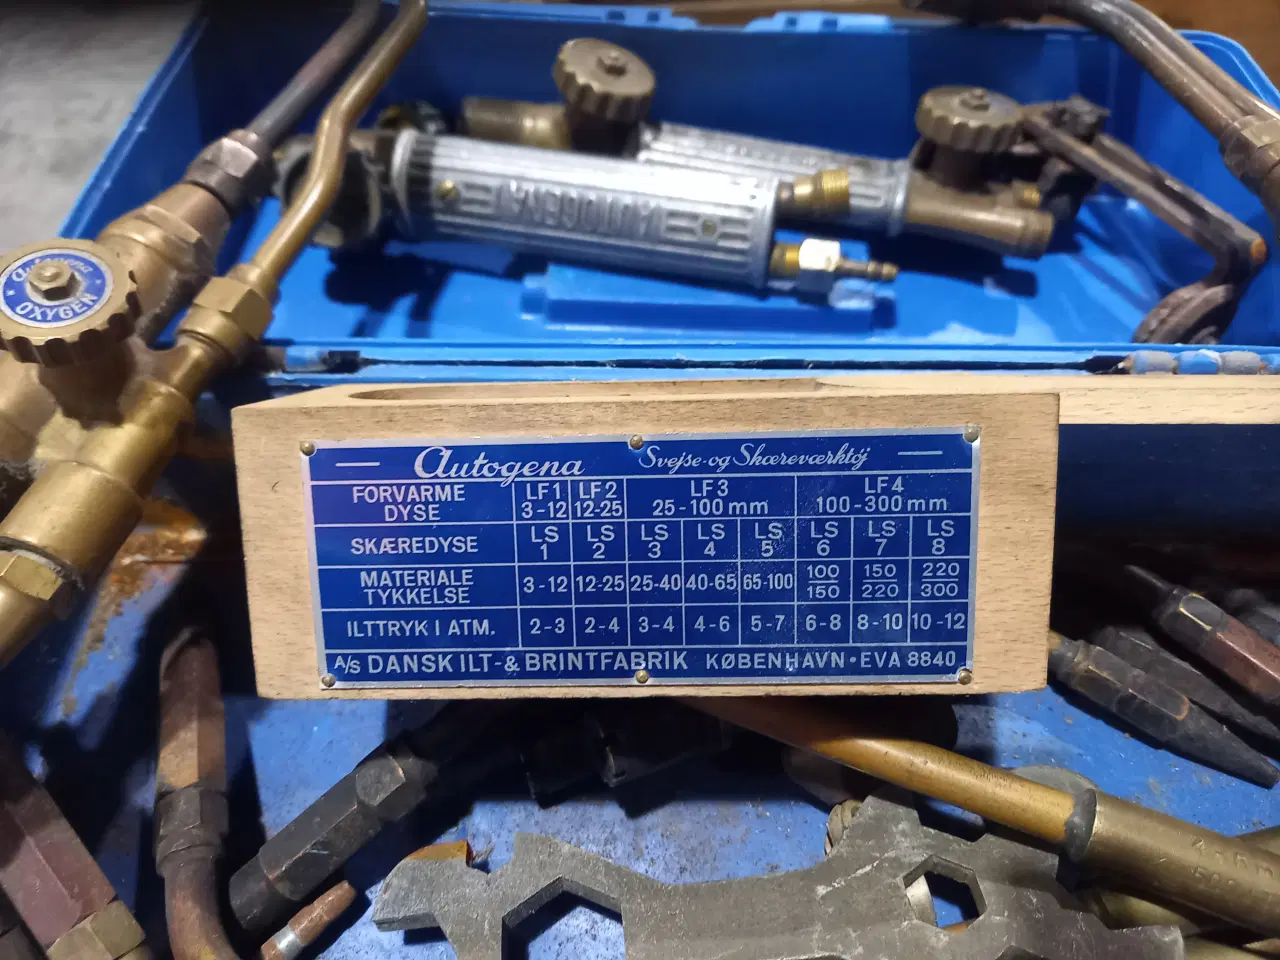 AUTOGENA
Autogena
OXYGEN
Autogena Svejse-og Skæreværktøj
FORVARME DYSE LF1 3-12 LF2 12-25 LF3 25-100 mm LF4 100-300 mm
SKÆREDYSE LS 1 LS 2 LS 3 LS 4 LS 5 LS 6 LS 7 LS 8
MATERIALE TYKKELSE 3-12 12-25 25-40 40-65 65-100 100/150 150/220 220/300
ILTTRYK I ATM. 2-3 2-4 3-4 4-6 5-7 6-8 8-10 10-12
A/S DANSK ILT-& BRINTFABRIK KØBENHAVN·EVA 8840